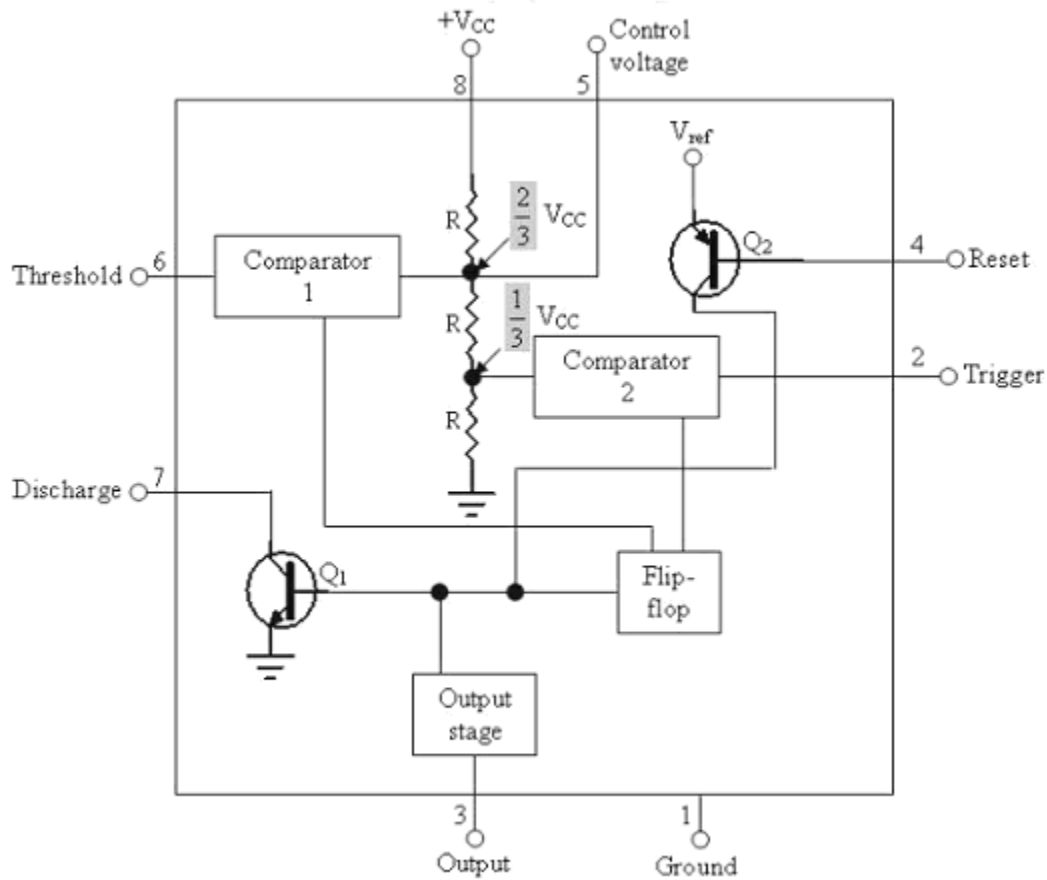 +VCC
Control
voltage
8
5
Vref
2
3
VCC
R
Q2
4
Reset
Threshold
6
Comparator
1
1
3
VCC
R
Comparator
2
2
Trigger
R
Discharge
7
Q1
Flip-
flop
Output
stage
3
1
Output
Ground